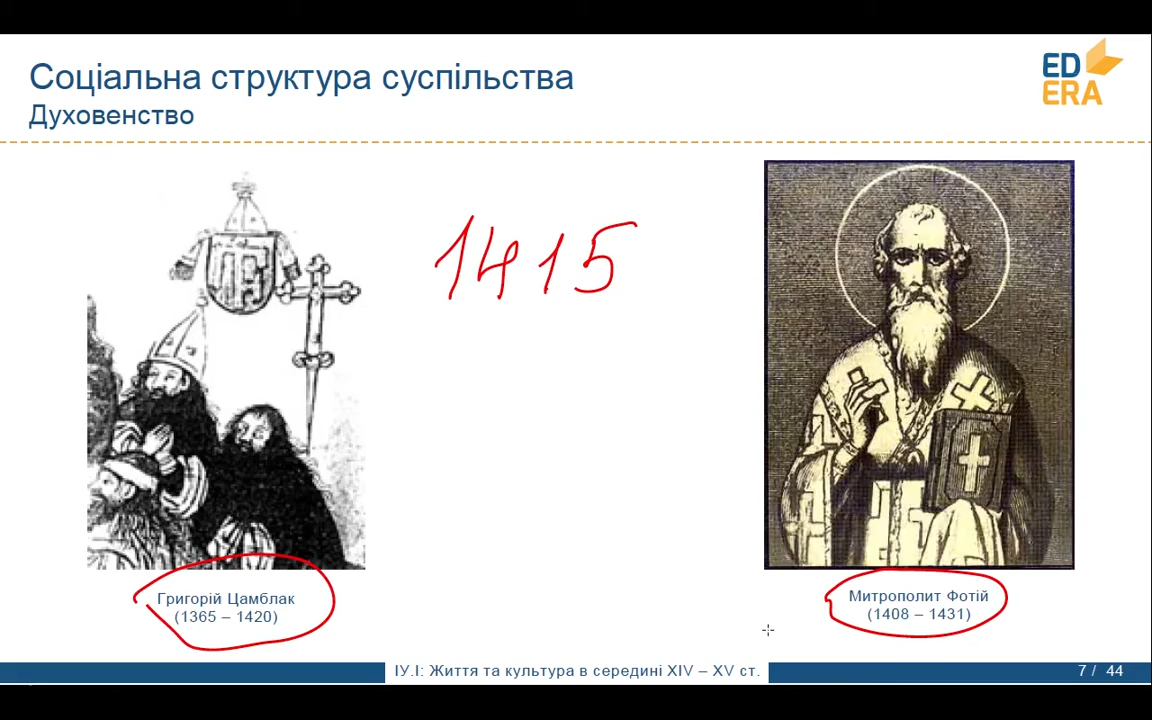 Соціальна структура суспільства
Духовенство
ED
ERA
1415
Григорій Цамблак
(1365 – 1420)
Митрополит Фотій
(1408 – 1431)
ІУ.І: Життя та культура в середині XIV – XV ст.
7 / 44